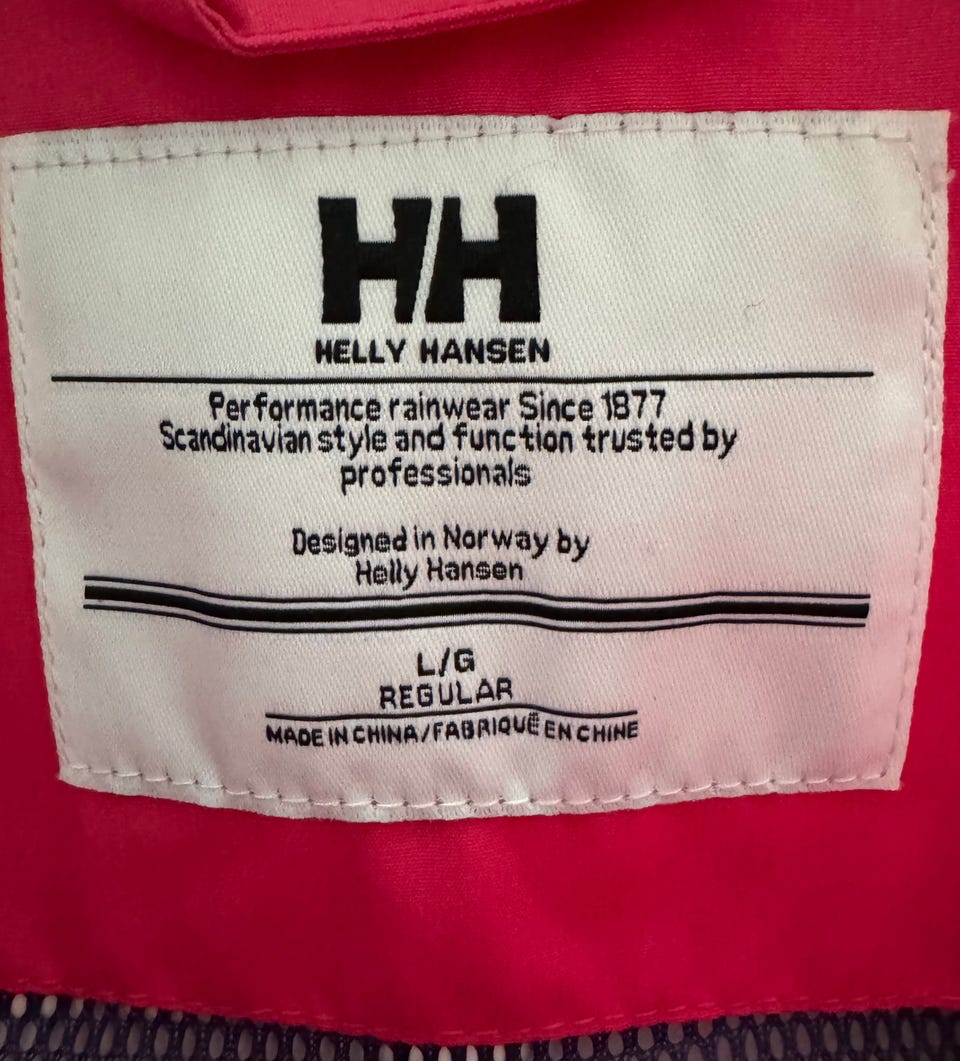 HH
HELLY HANSEN
Performance rainwear Since 1877
Scandinavian style and function trusted by
professionals
Designed in Norway by
Helly Hansen
L/G
REGULAR
MADE IN CHINA/FABRIQUË EN CHINE